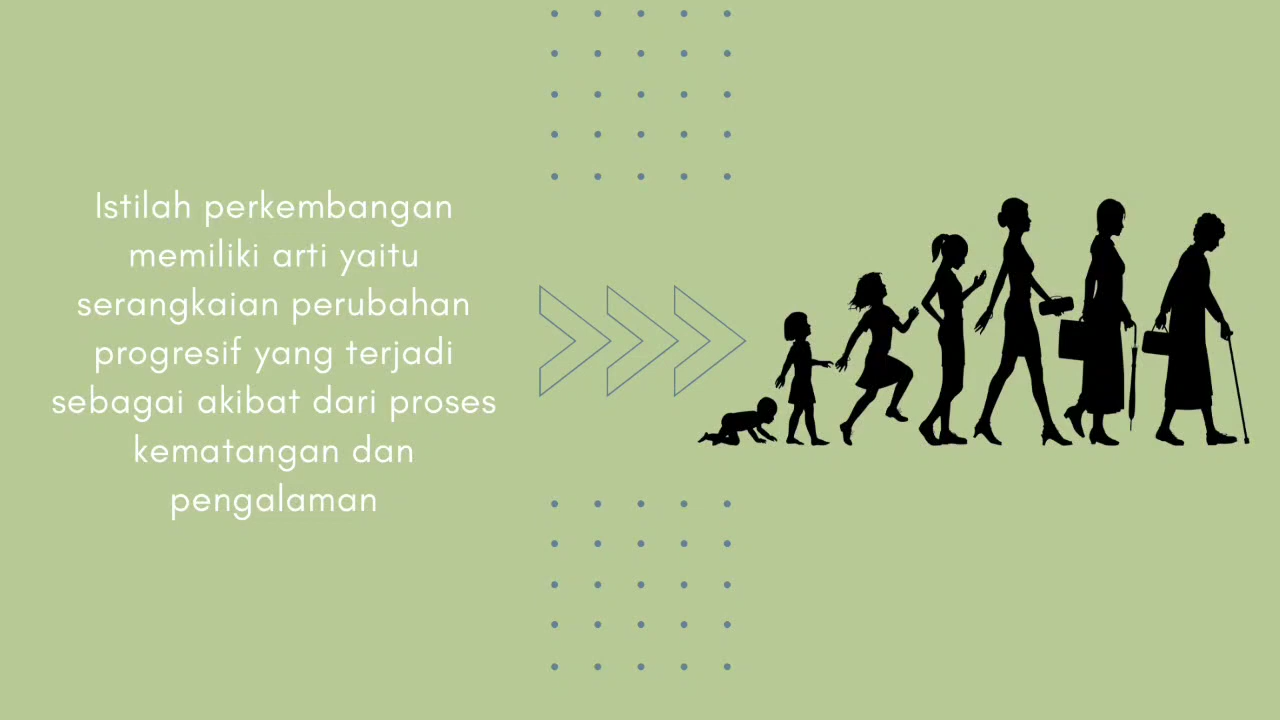 Istilah perkembangan
memiliki arti yaitu
serangkaian perubahan
progresif yang terjadi
sebagai akibat dari proses
kematangan dan
pengalaman